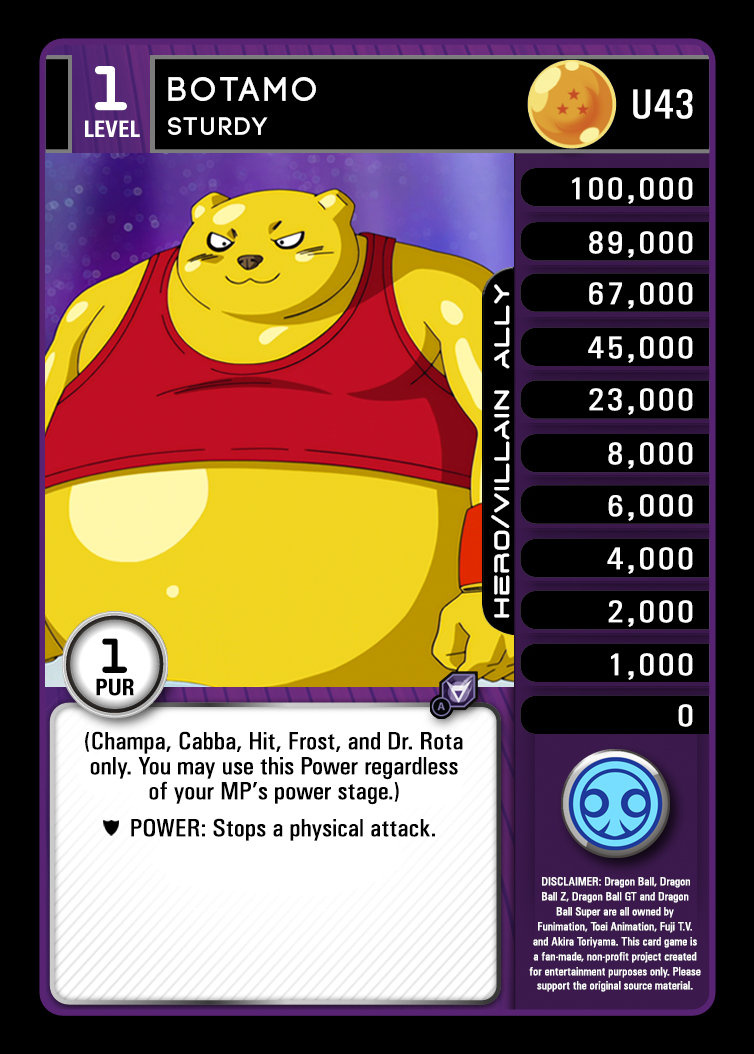 1
LEVEL
BOTAMO
STURDY
U43
100,000
89,000
67,000
45,000
23,000
8,000
6,000
4,000
2,000
1,000
0
HERO/VILLAIN ALLY
1
PUR
A
(Champa, Cabba, Hit, Frost, and Dr. Rota
only. You may use this Power regardless
of your MP's power stage.)
POWER: Stops a physical attack.
DISCLAIMER: Dragon Ball, Dragon
Ball Z, Dragon Ball GT and Dragon
Ball Super are all owned by
Funimation, Toei Animation, Fuji T.V.
and Akira Toriyama. This card game is
a fan-made, non-profit project created
for entertainment purposes only. Please
support the original source material.